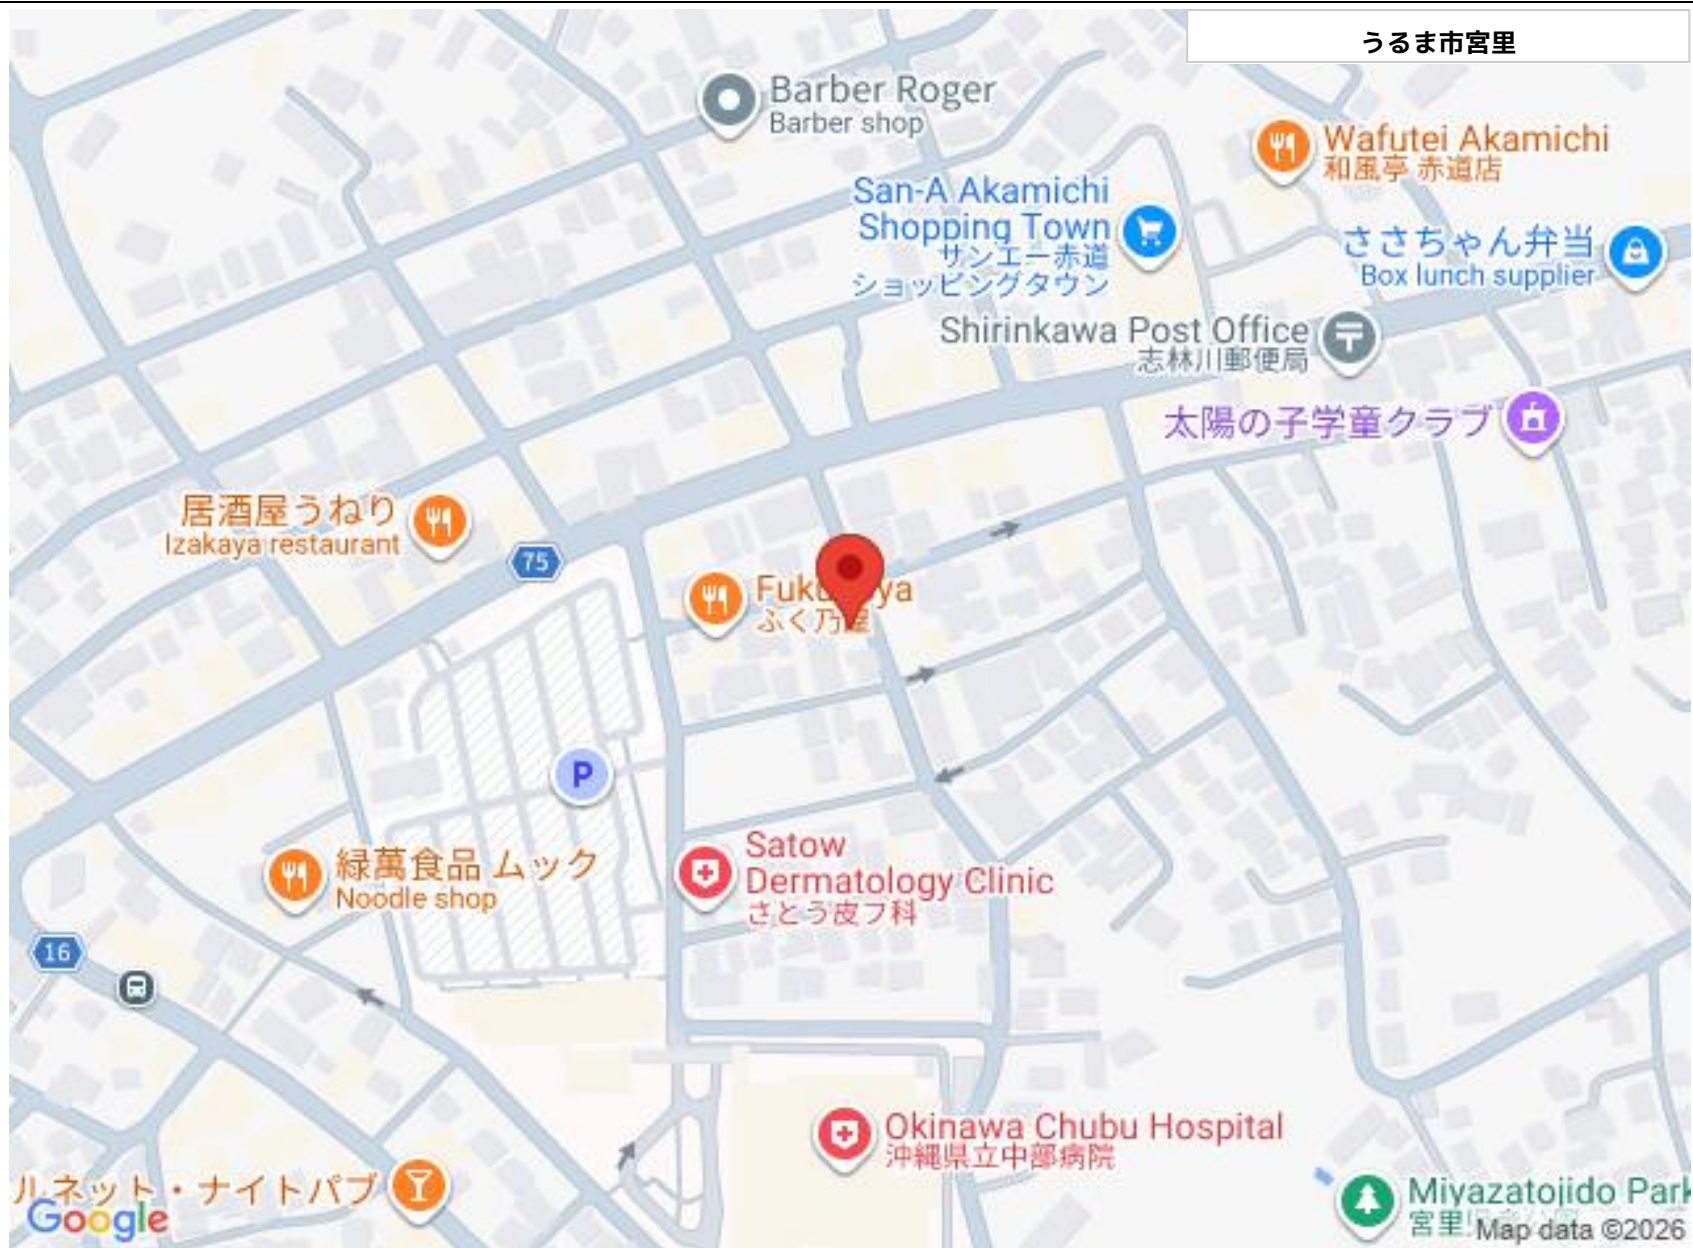 うるま市宮里
Barber Roger
Barber shop
Wafutei Akamichi
和風亭 赤道店
San-A Akamichi
Shopping Town
サンエー赤道
ショッピングタウン
ささちゃん弁当
Box lunch supplier
Shirinkawa Post Office
志林川郵便局
太陽の子学童クラブ
居酒屋うねり
Izakaya restaurant
75
ふく乃屋
P
Satow
Dermatology Clinic
さとう皮フ科
緑萬食品 ムック
Noodle shop
16
Okinawa Chubu Hospital
沖縄県立中部病院
ルネット・ナイトパブ
Google
Miyazatojido Park
宮里
Map data ©2026